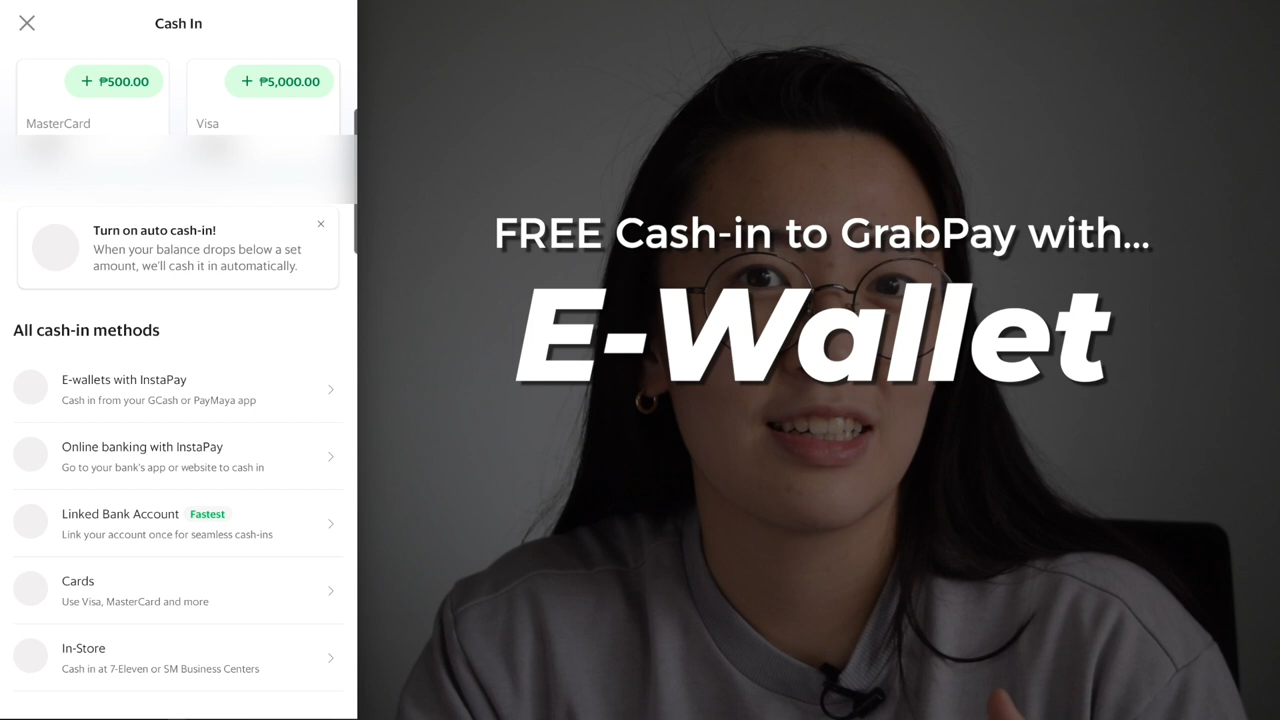 Cash In
+ ₱500.00
+ ₱5,000.00
MasterCard
Visa
Turn on auto cash-in!
When your balance drops below a set
amount, we'll cash it in automatically.
All cash-in methods
E-wallets with InstaPay
Cash in from your GCash or PayMaya app
Online banking with InstaPay
Go to your bank's app or website to cash in
Linked Bank Account Fastest
Link your account once for seamless cash-ins
Cards
Use Visa, MasterCard and more
In-Store
Cash in at 7-Eleven or SM Business Centers
FREE Cash-in to GrabPay with...
E-Wallet